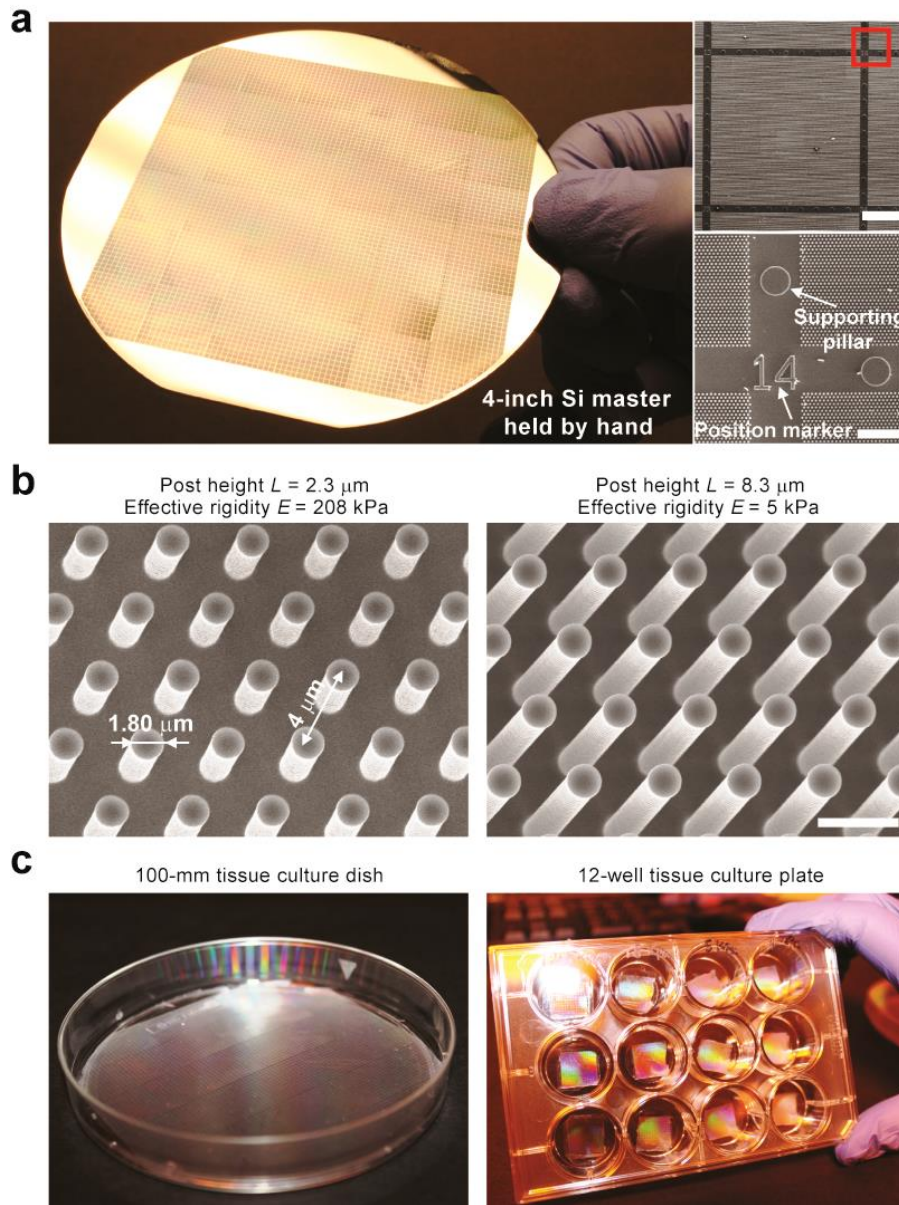 a
4-inch Si master
held by hand
Supporting
pillar
14
Position marker
b
Post height L = 2.3 μm
Effective rigidity E = 208 kPa
Post height L = 8.3 μm
Effective rigidity E = 5 kPa
4 μm
1.80 μm
c
100-mm tissue culture dish
12-well tissue culture plate